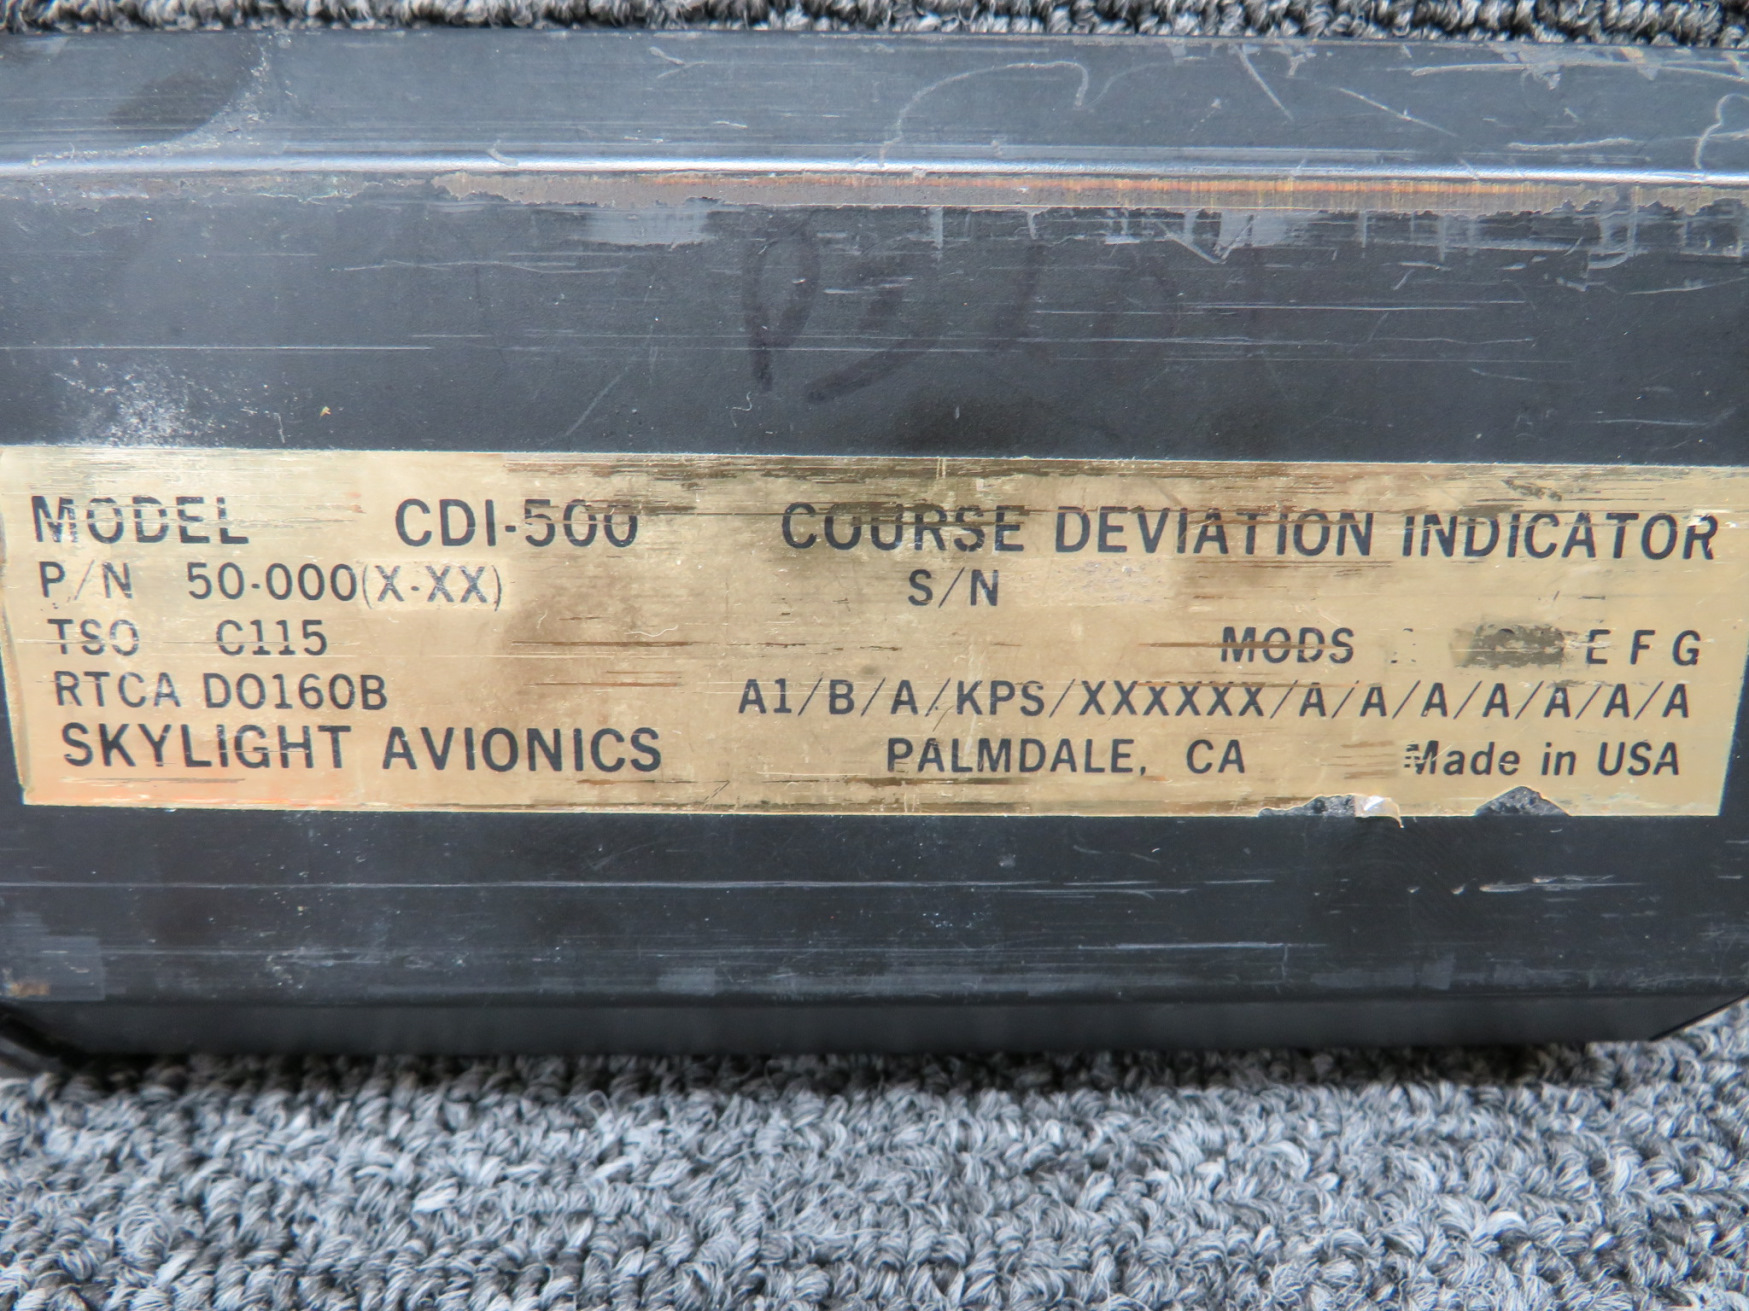 MODEL CDI-500 COURSE DEVIATION INDICATOR
P/N 50-000(X-XX) S/N
TSO C115 MODS E F G
RTCA DO160B A1/B/A/KPS/XXXXXX/A/A/A/A/A/A/A
SKYLIGHT AVIONICS PALMDALE, CA Made in USA